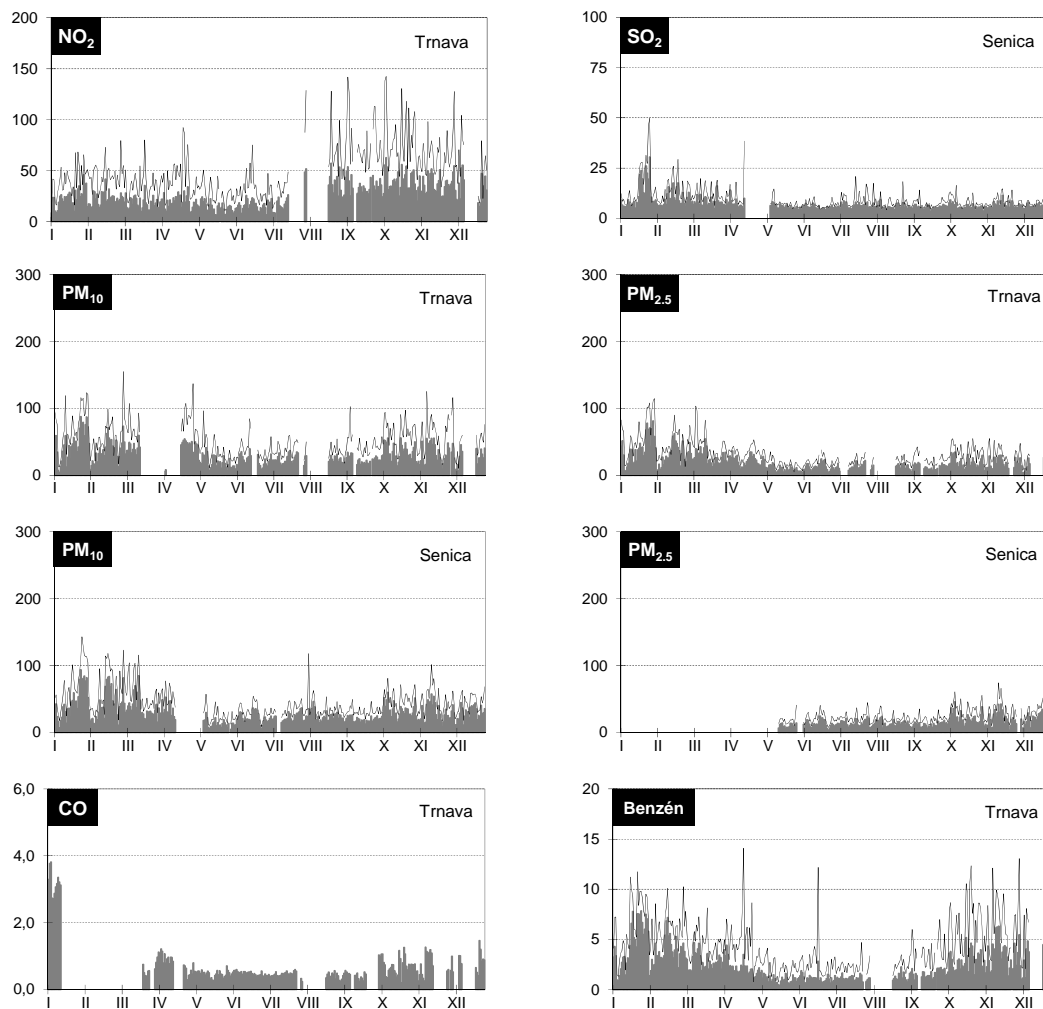 200
150
100
50
0
NO₂
Trnava
I II III IV V VI VII VIII IX X XI XII
100
75
50
25
0
SO₂
Senica
I II III IV V VI VII VIII IX X XI XII
300
200
100
0
PM₁₀
Trnava
I II III IV V VI VII VIII IX X XI XII
300
200
100
0
PM₂.₅
Trnava
I II III IV V VI VII VIII IX X XI XII
300
200
100
0
PM₁₀
Senica
I II III IV V VI VII VIII IX X XI XII
300
200
100
0
PM₂.₅
Senica
I II III IV V VI VII VIII IX X XI XII
6,0
4,0
2,0
0,0
CO
Trnava
I II III IV V VI VII VIII IX X XI XII
20
15
10
5
0
Benzén
Trnava
I II III IV V VI VII VIII IX X XI XII